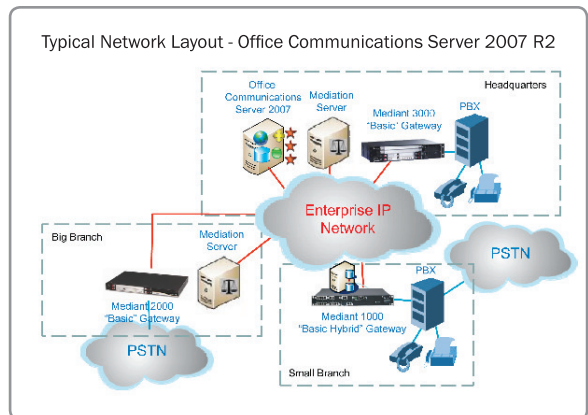 Typical Network Layout - Office Communications Server 2007 R2
Headquarters
Office
Communications
Server 2007
Mediation
Server
Mediant 3000
"Basic" Gateway
PBX
Enterprise IP
Network
Big Branch
Mediation
Server
Mediant 2000
"Basic" Gateway
PSTN
PSTN
PBX
Mediant 1000
"Basic Hybrid" Gateway
Small Branch